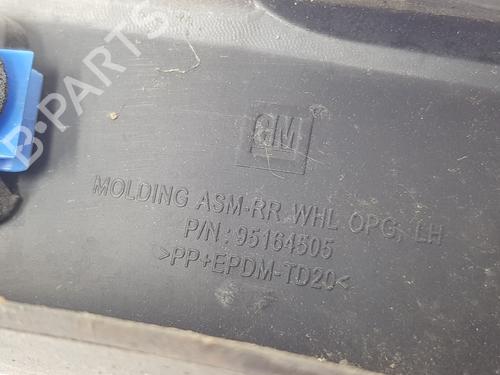 B-PARTS
GM
MOLDING ASM-RR WHL OPG, LH
P/N : 95164505
>PP+EPDM-TD20<